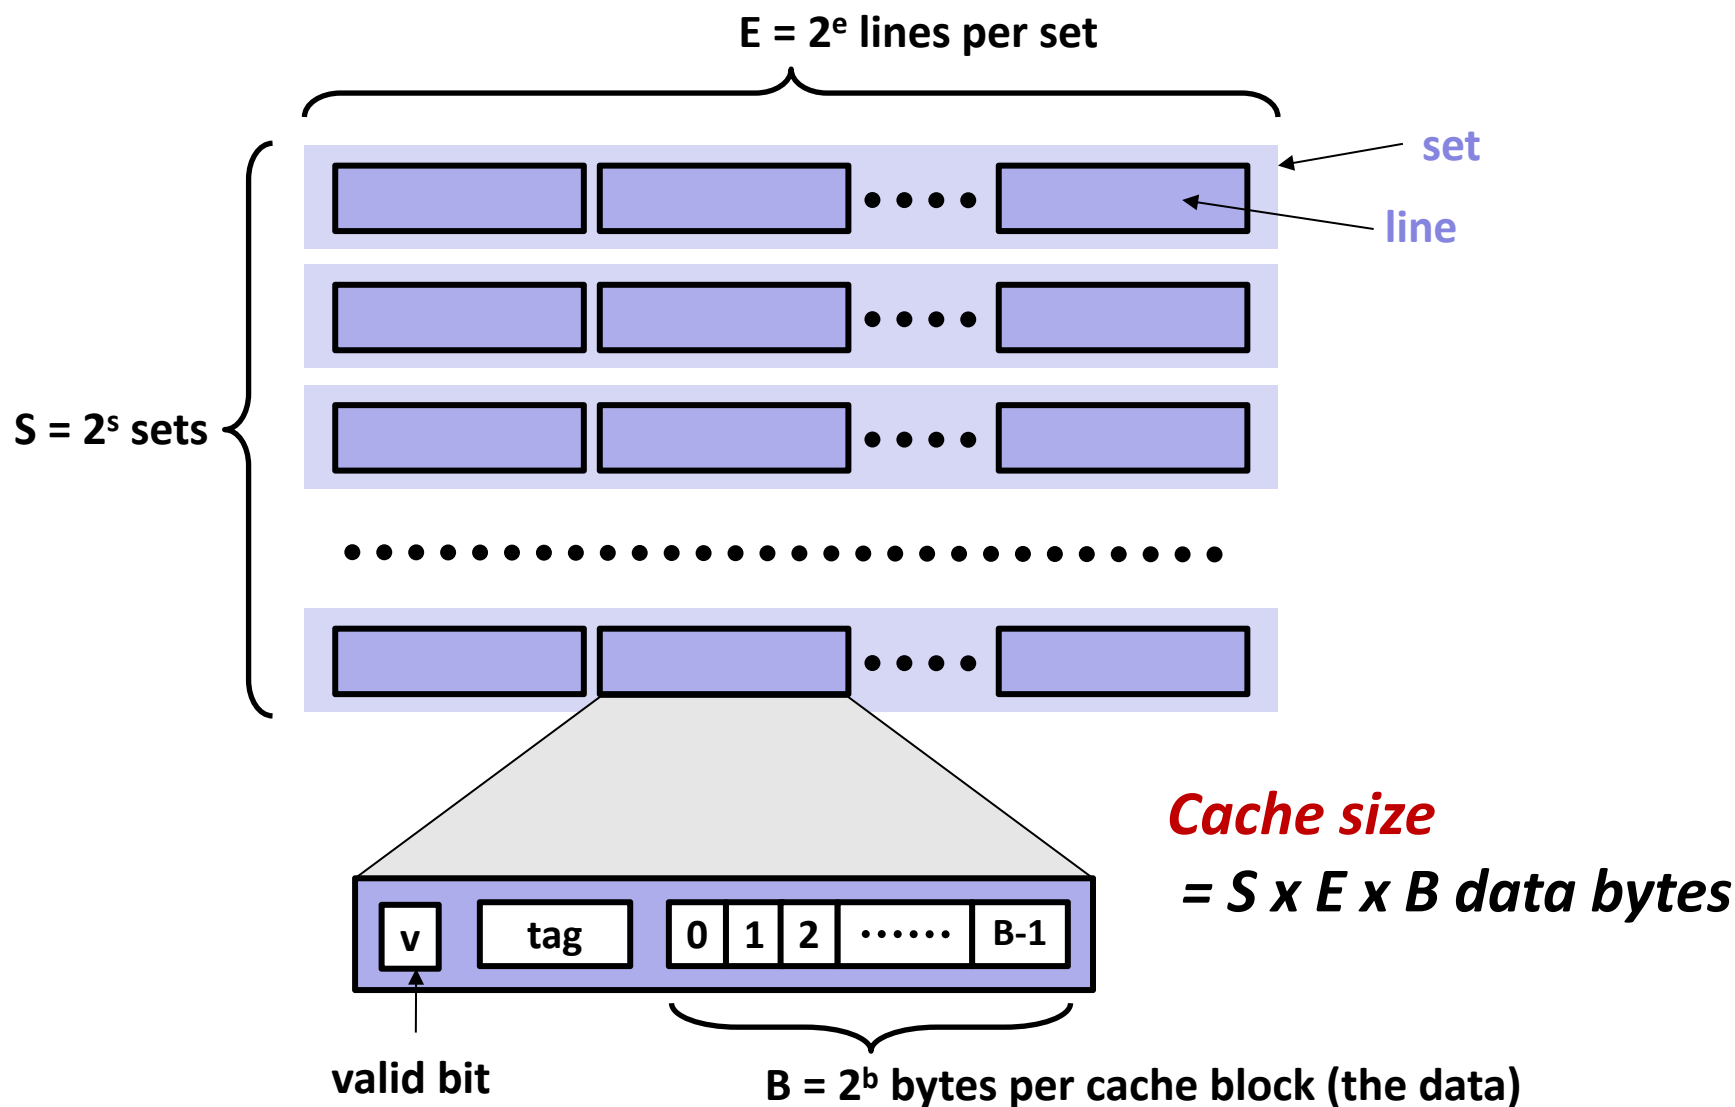 E = 2ᵉ lines per set
set
line
S = 2ˢ sets
Cache size
= S x E x B data bytes
v
tag
0
1
2
B-1
valid bit
B = 2ᵇ bytes per cache block (the data)